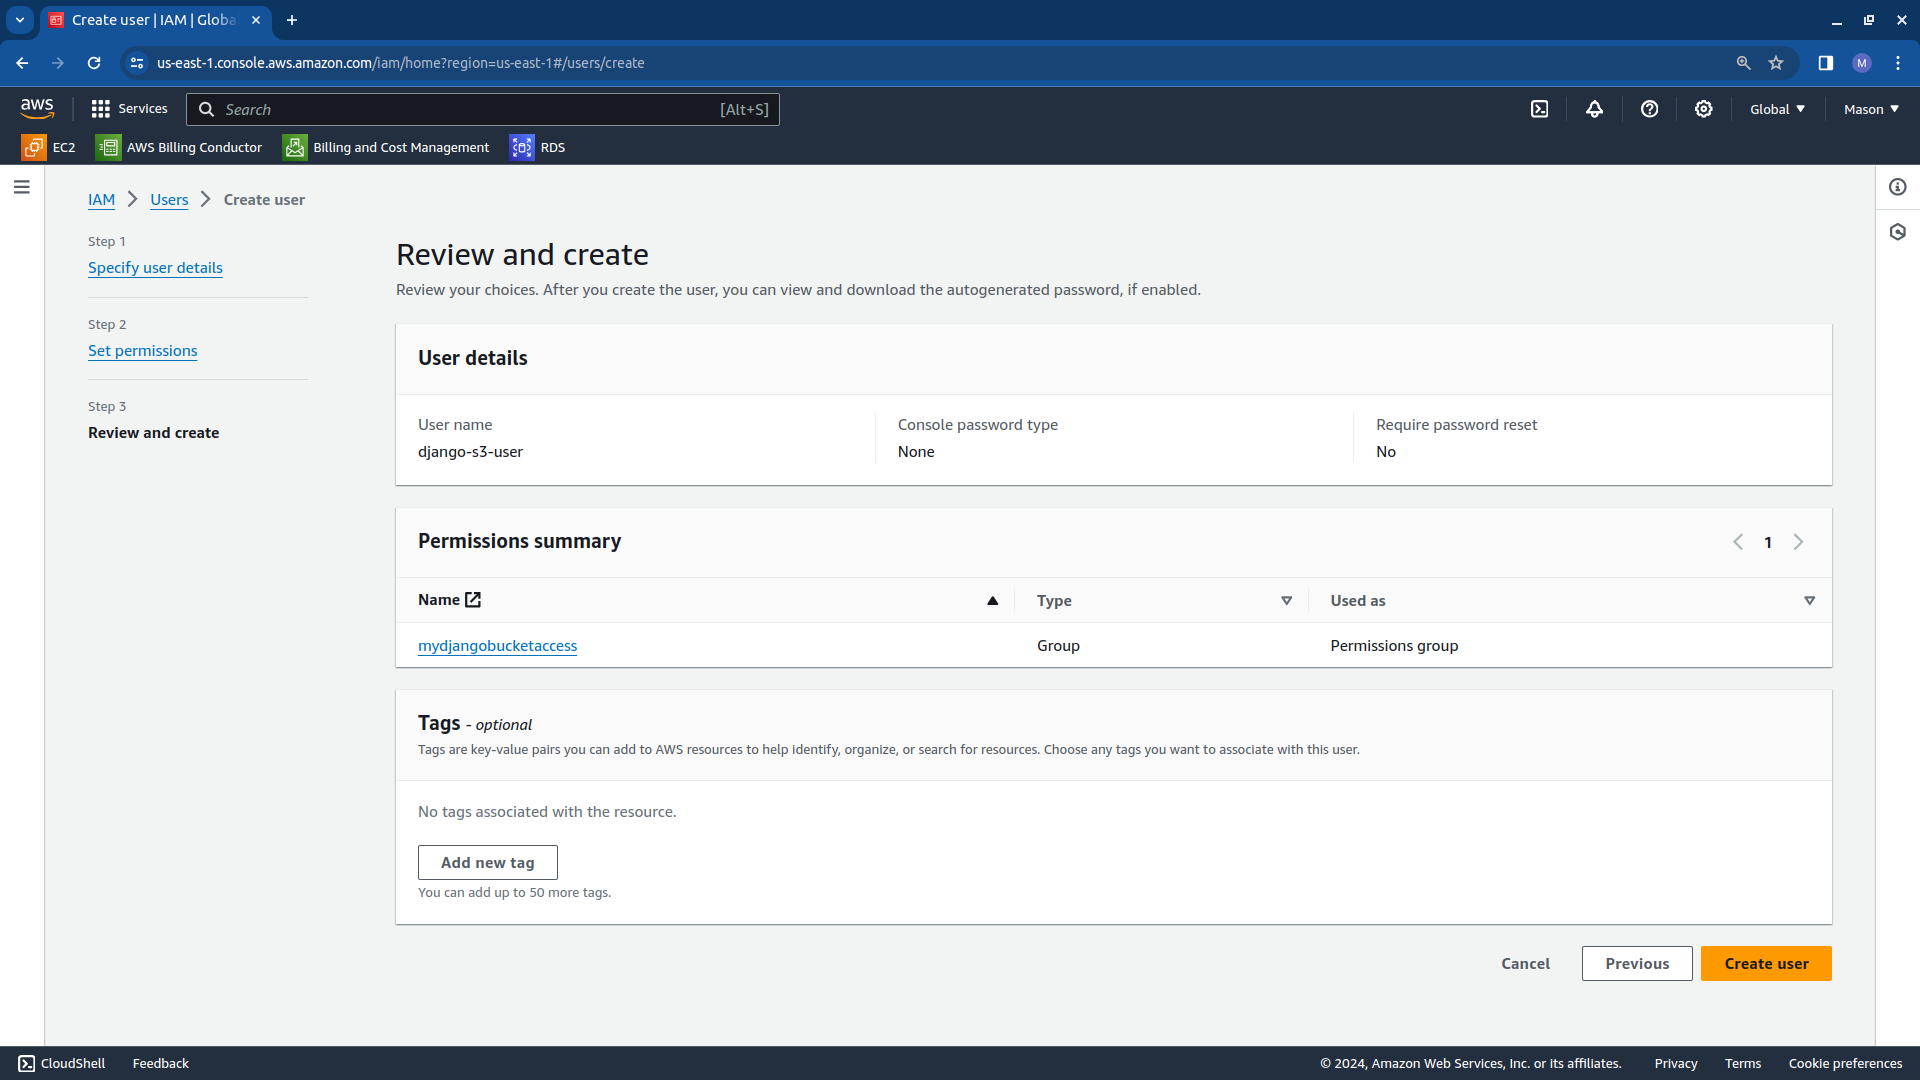 Create user | IAM | Globa
us-east-1.console.aws.amazon.com/iam/home?region=us-east-1#/users/create
M
aws
Services
Search
[Alt+S]
Global
Mason
EC2
AWS Billing Conductor
Billing and Cost Management
RDS
IAM
Users
Create user
Step 1
Specify user details
Step 2
Set permissions
Step 3
Review and create
Review and create
Review your choices. After you create the user, you can view and download the autogenerated password, if enabled.
User details
User name
django-s3-user
Console password type
None
Require password reset
No
Permissions summary
1
Name
Type
Used as
mydjangobucketaccess
Group
Permissions group
Tags - optional
Tags are key-value pairs you can add to AWS resources to help identify, organize, or search for resources. Choose any tags you want to associate with this user.
No tags associated with the resource.
Add new tag
You can add up to 50 more tags.
Cancel
Previous
Create user
CloudShell
Feedback
© 2024, Amazon Web Services, Inc. or its affiliates.
Privacy
Terms
Cookie preferences